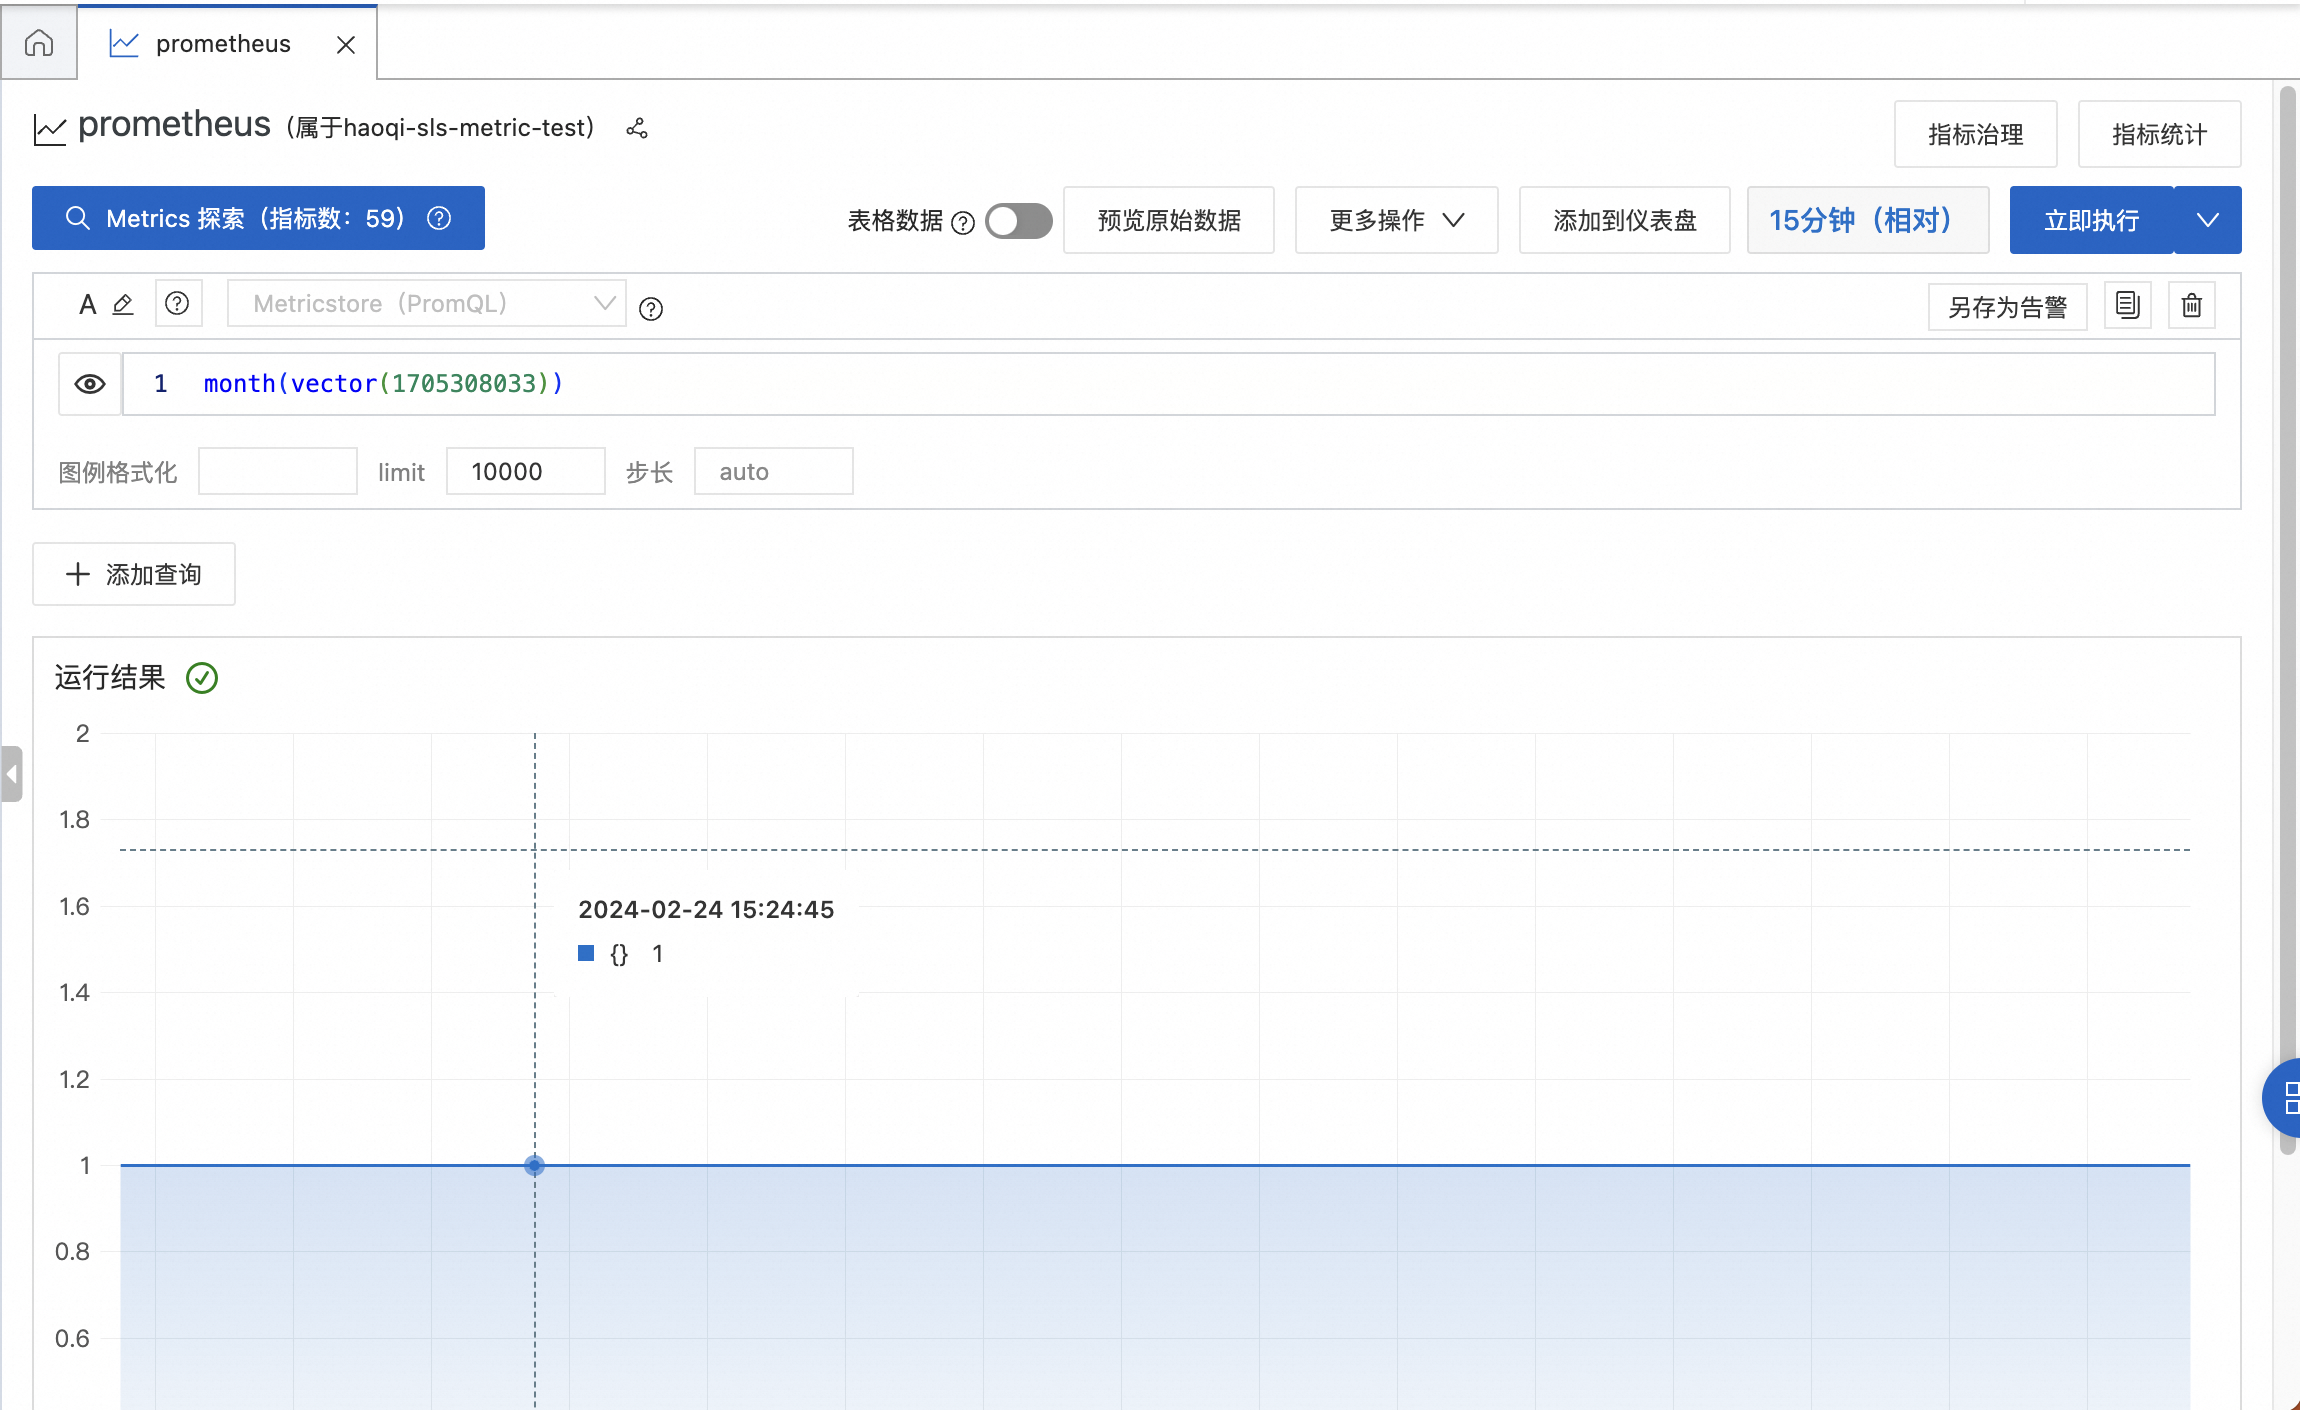 prometheus
prometheus（属于haoqi-sls-metric-test）
指标治理
指标统计
Metrics 探索（指标数：59）
表格数据
预览原始数据
更多操作
添加到仪表盘
15分钟（相对）
立即执行
A
Metricstore（PromQL）
另存为告警
1 month(vector(1705308033))
图例格式化
limit 10000
步长 auto
添加查询
运行结果
2
1.8
1.6
1.4
1.2
1
0.8
0.6
2024-02-24 15:24:45
{} 1